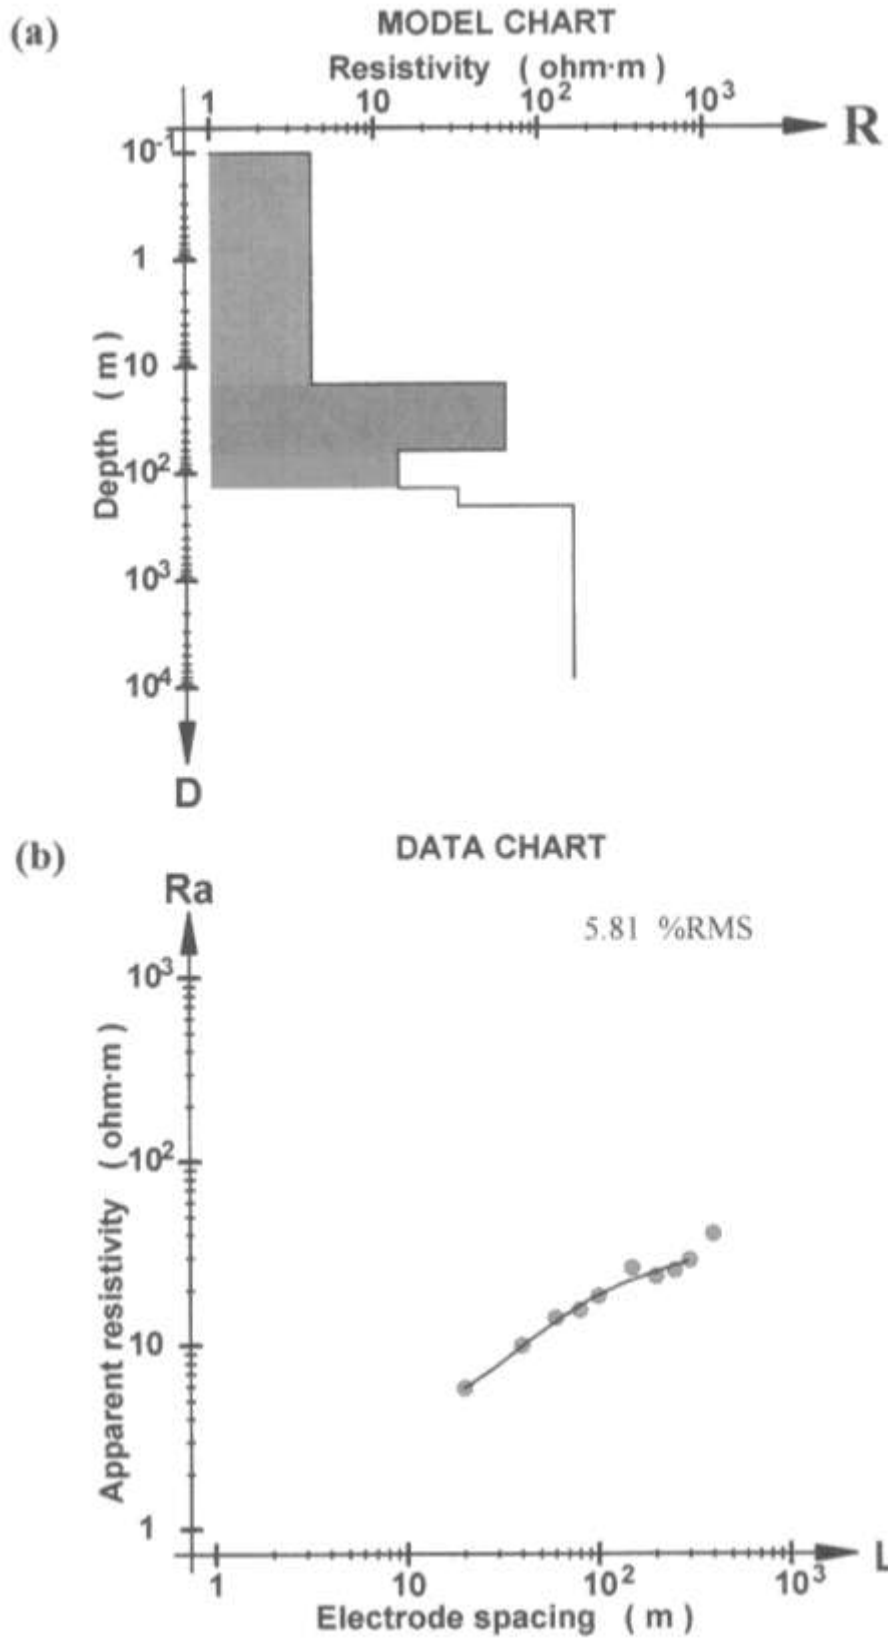 (a)
MODEL CHART
Resistivity ( ohm·m )
1 10 10² 10³
R
10⁻¹
1
10
10²
10³
10⁴
Depth ( m )
D
(b)
DATA CHART
Ra
5.81 %RMS
10³
10²
10
1
Apparent resistivity ( ohm·m )
1 10 10² 10³
L
Electrode spacing ( m )